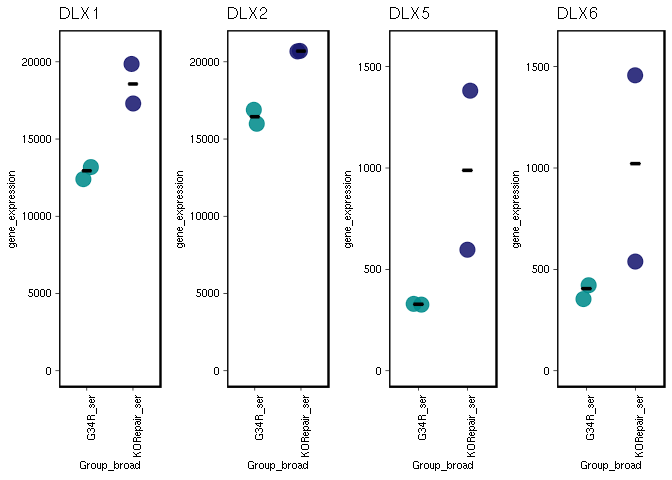 DLX1
gene_expression
20000
15000
10000
5000
0
G34R_ser
KORepair_ser
Group_broad
DLX2
gene_expression
20000
15000
10000
5000
0
G34R_ser
KORepair_ser
Group_broad
DLX5
gene_expression
1500
1000
500
0
G34R_ser
KORepair_ser
Group_broad
DLX6
gene_expression
1500
1000
500
0
G34R_ser
KORepair_ser
Group_broad